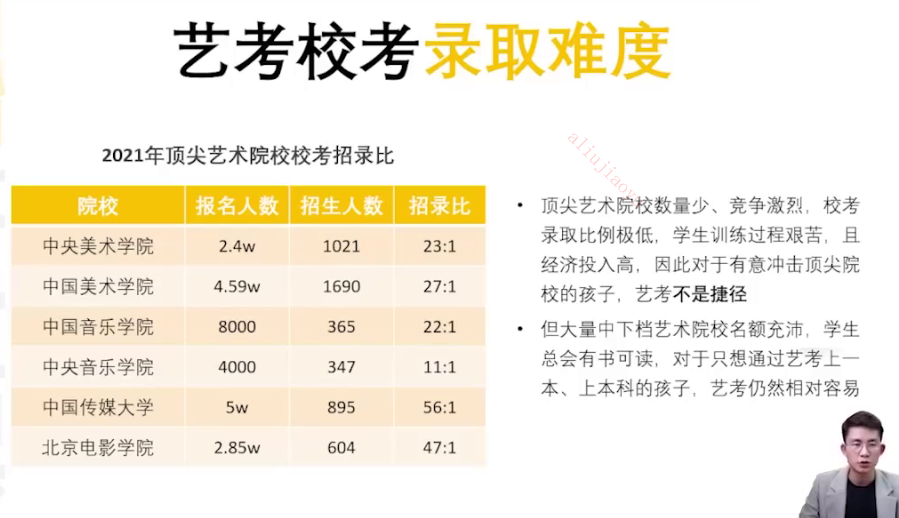 艺考校考录取难度
2021年顶尖艺术院校校考招录比
院校 报名人数 招生人数 招录比
中央美术学院 2.4w 1021 23:1
中国美术学院 4.59w 1690 27:1
中国音乐学院 8000 365 22:1
中央音乐学院 4000 347 11:1
中国传媒大学 5w 895 56:1
北京电影学院 2.85w 604 47:1
• 顶尖艺术院校数量少、竞争激烈，校考
录取比例极低，学生训练过程艰苦，且
经济投入高，因此对于有意冲击顶尖院
校的孩子，艺考不是捷径
• 但大量中下档艺术院校名额充沛，学生
总会有书可读，对于只想通过艺考上一
本、上本科的孩子，艺考仍然相对容易